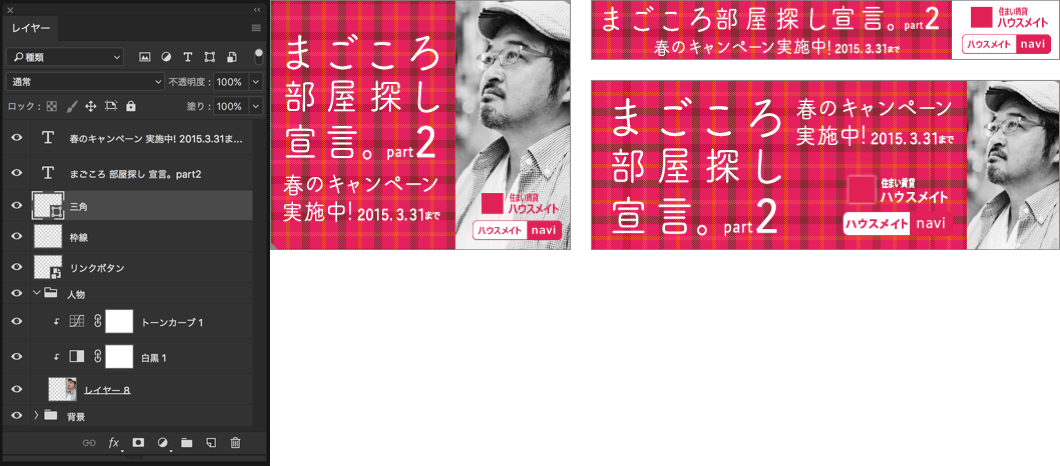 レイヤー
種類
通常
不透明度: 100%
ロック:
塗り: 100%
T 春のキャンペーン 実施中! 2015.3.31ま...
T まごころ 部屋探し 宣言。part2
三角
枠線
リンクボタン
人物
トーンカーブ 1
白黒 1
レイヤー 8
背景
fx
まごころ
部屋探し
宣言。part2
春のキャンペーン
実施中! 2015.3.31まで
住まい賃貸
ハウスメイト
ハウスメイト navi
まごころ部屋探し宣言。part2
春のキャンペーン実施中! 2015.3.31まで
住まい賃貸
ハウスメイト
ハウスメイト navi
まごころ
部屋探し
宣言。part2
春のキャンペーン
実施中! 2015.3.31まで
住まい賃貸
ハウスメイト
ハウスメイト navi